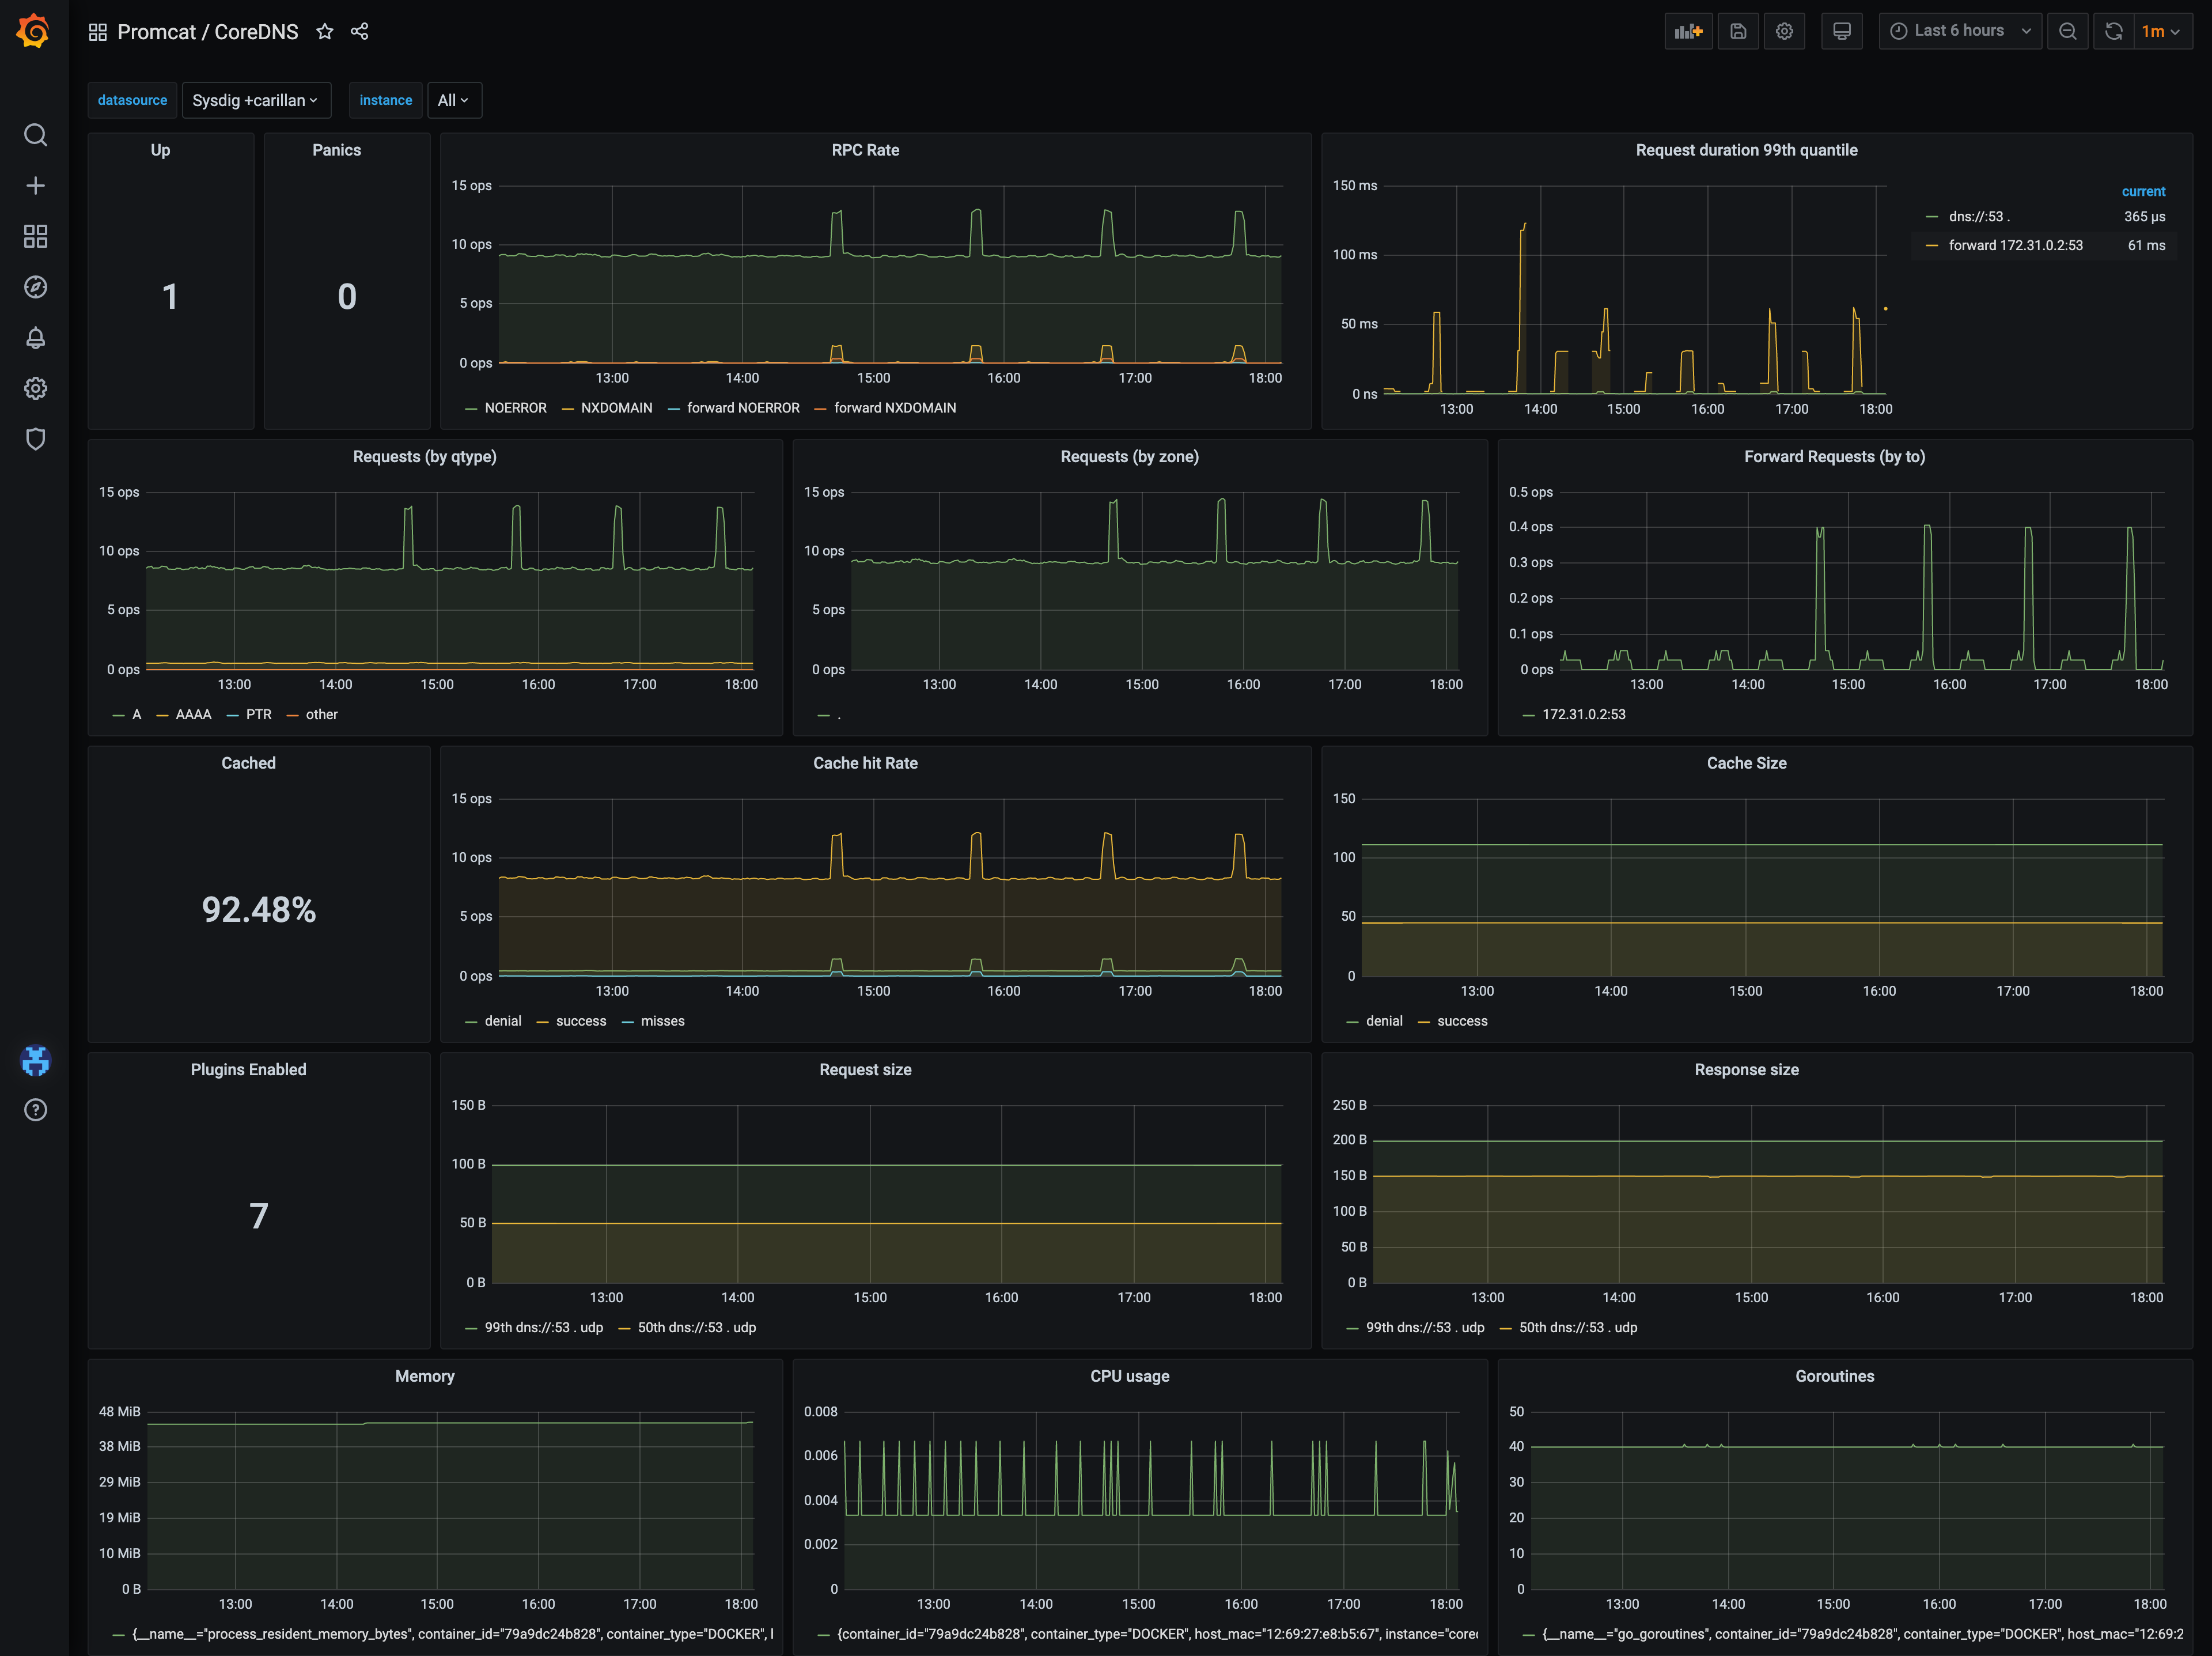 Promcat / CoreDNS
Last 6 hours
1m
datasource Sysdig +carillan instance All
Up
1
Panics
0
RPC Rate
15 ops
10 ops
5 ops
0 ops
13:00 14:00 15:00 16:00 17:00 18:00
NOERROR NXDOMAIN forward NOERROR forward NXDOMAIN
Request duration 99th quantile
150 ms
100 ms
50 ms
0 ns
13:00 14:00 15:00 16:00 17:00 18:00
current
dns://:53 . 365 µs
forward 172.31.0.2:53 61 ms
Requests (by qtype)
15 ops
10 ops
5 ops
0 ops
13:00 14:00 15:00 16:00 17:00 18:00
A AAAA PTR other
Requests (by zone)
15 ops
10 ops
5 ops
0 ops
13:00 14:00 15:00 16:00 17:00 18:00
.
Forward Requests (by to)
0.5 ops
0.4 ops
0.3 ops
0.2 ops
0.1 ops
0 ops
13:00 14:00 15:00 16:00 17:00 18:00
172.31.0.2:53
Cached
92.48%
Cache hit Rate
15 ops
10 ops
5 ops
0 ops
13:00 14:00 15:00 16:00 17:00 18:00
denial success misses
Cache Size
150
100
50
0
13:00 14:00 15:00 16:00 17:00 18:00
denial success
Plugins Enabled
7
Request size
150 B
100 B
50 B
0 B
13:00 14:00 15:00 16:00 17:00 18:00
99th dns://:53 . udp 50th dns://:53 . udp
Response size
250 B
200 B
150 B
100 B
50 B
0 B
13:00 14:00 15:00 16:00 17:00 18:00
99th dns://:53 . udp 50th dns://:53 . udp
Memory
48 MiB
38 MiB
29 MiB
19 MiB
10 MiB
0 B
13:00 14:00 15:00 16:00 17:00 18:00
{__name__="process_resident_memory_bytes", container_id="79a9dc24b828", container_type="DOCKER",
CPU usage
0.008
0.006
0.004
0.002
0
13:00 14:00 15:00 16:00 17:00 18:00
{container_id="79a9dc24b828", container_type="DOCKER", host_mac="12:69:27:e8:b5:67", instance="cored
Goroutines
50
40
30
20
10
0
13:00 14:00 15:00 16:00 17:00 18:00
{__name__="go_goroutines", container_id="79a9dc24b828", container_type="DOCKER", host_mac="12:69:2